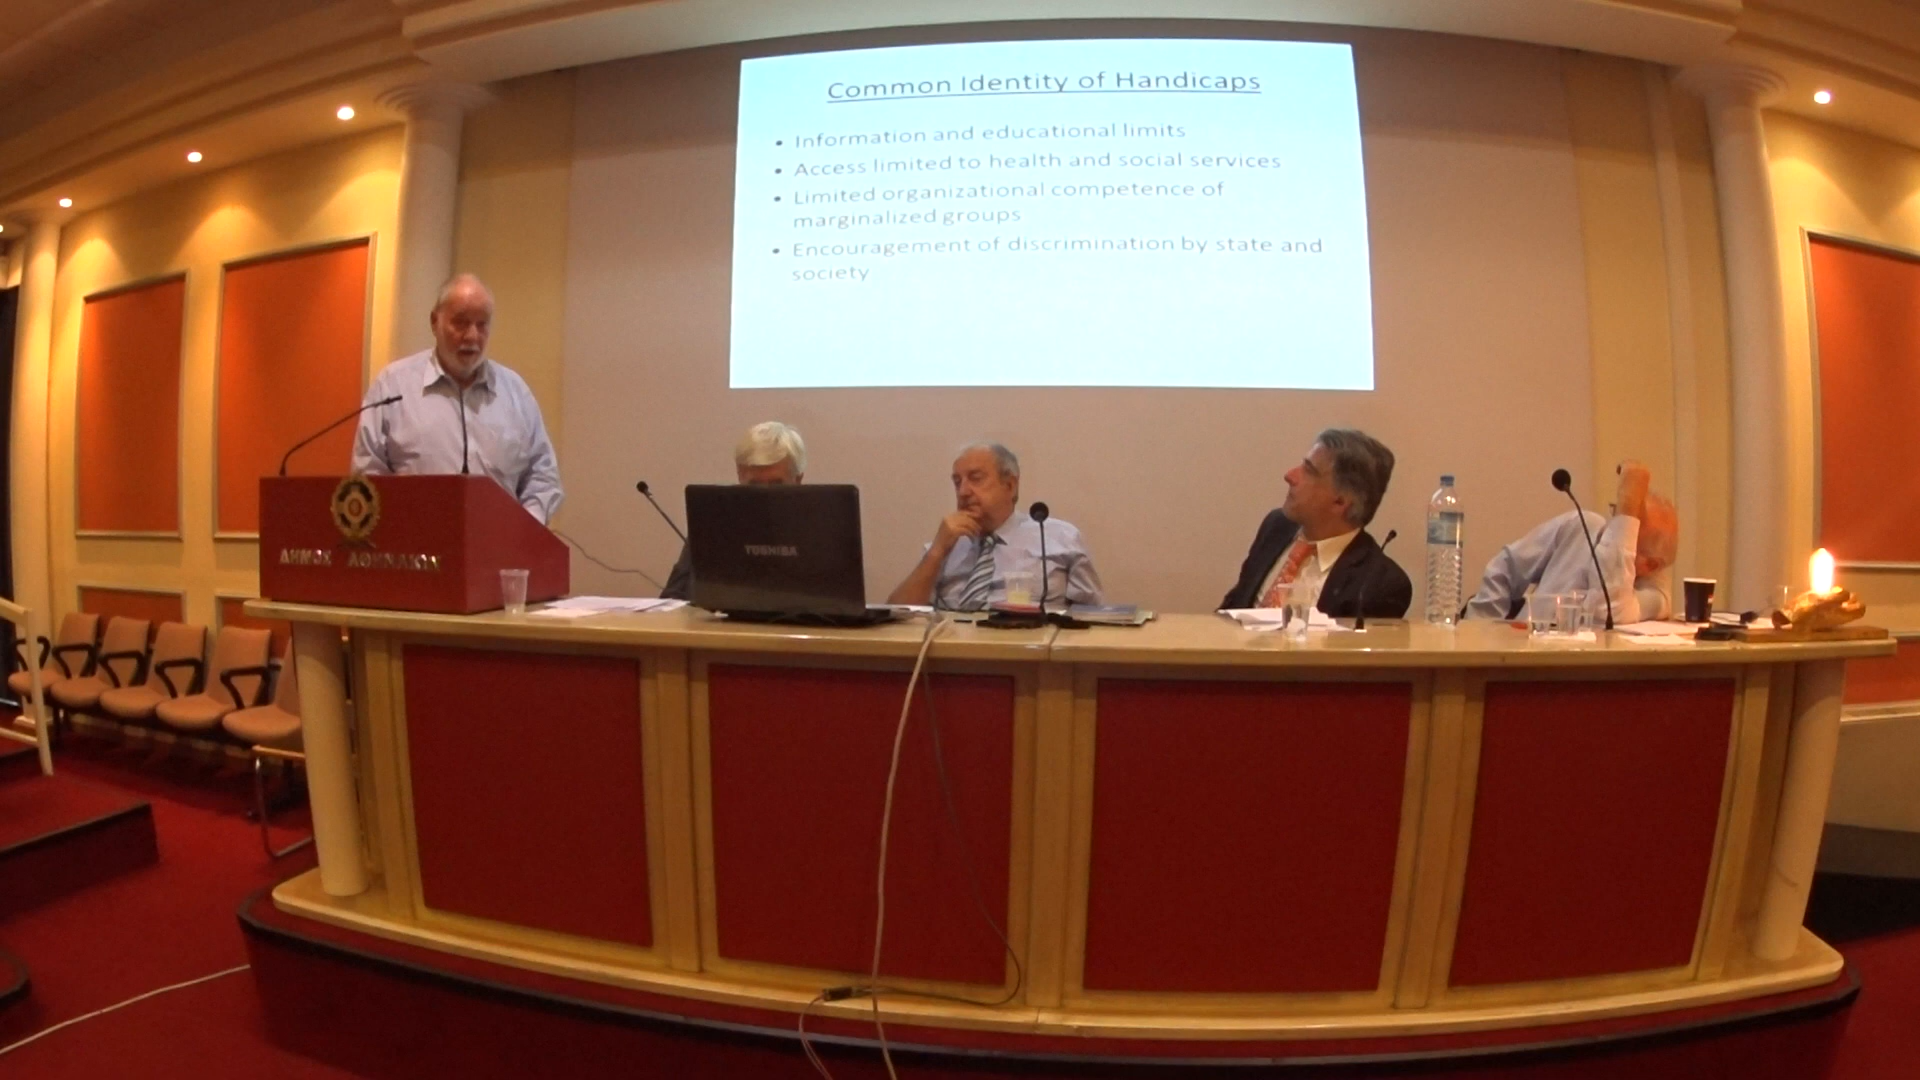 Common Identity of Handicaps
• Information and educational limits
• Access limited to health and social services
• Limited organizational competence of
marginalized groups
• Encouragement of discrimination by state and
society
ΔΗΜΟΣ ΑΘΗΝΑΙΩΝ
TOSHIBA